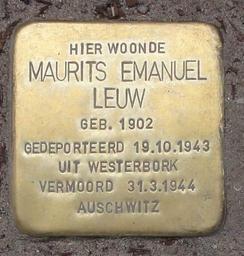 HIER WOONDE
MAURITS EMANUEL
LEUW
GEB. 1902
GEDEPORTEERD 19.10.1943
UIT WESTERBORK
VERMOORD 31.3.1944
AUSCHWITZ